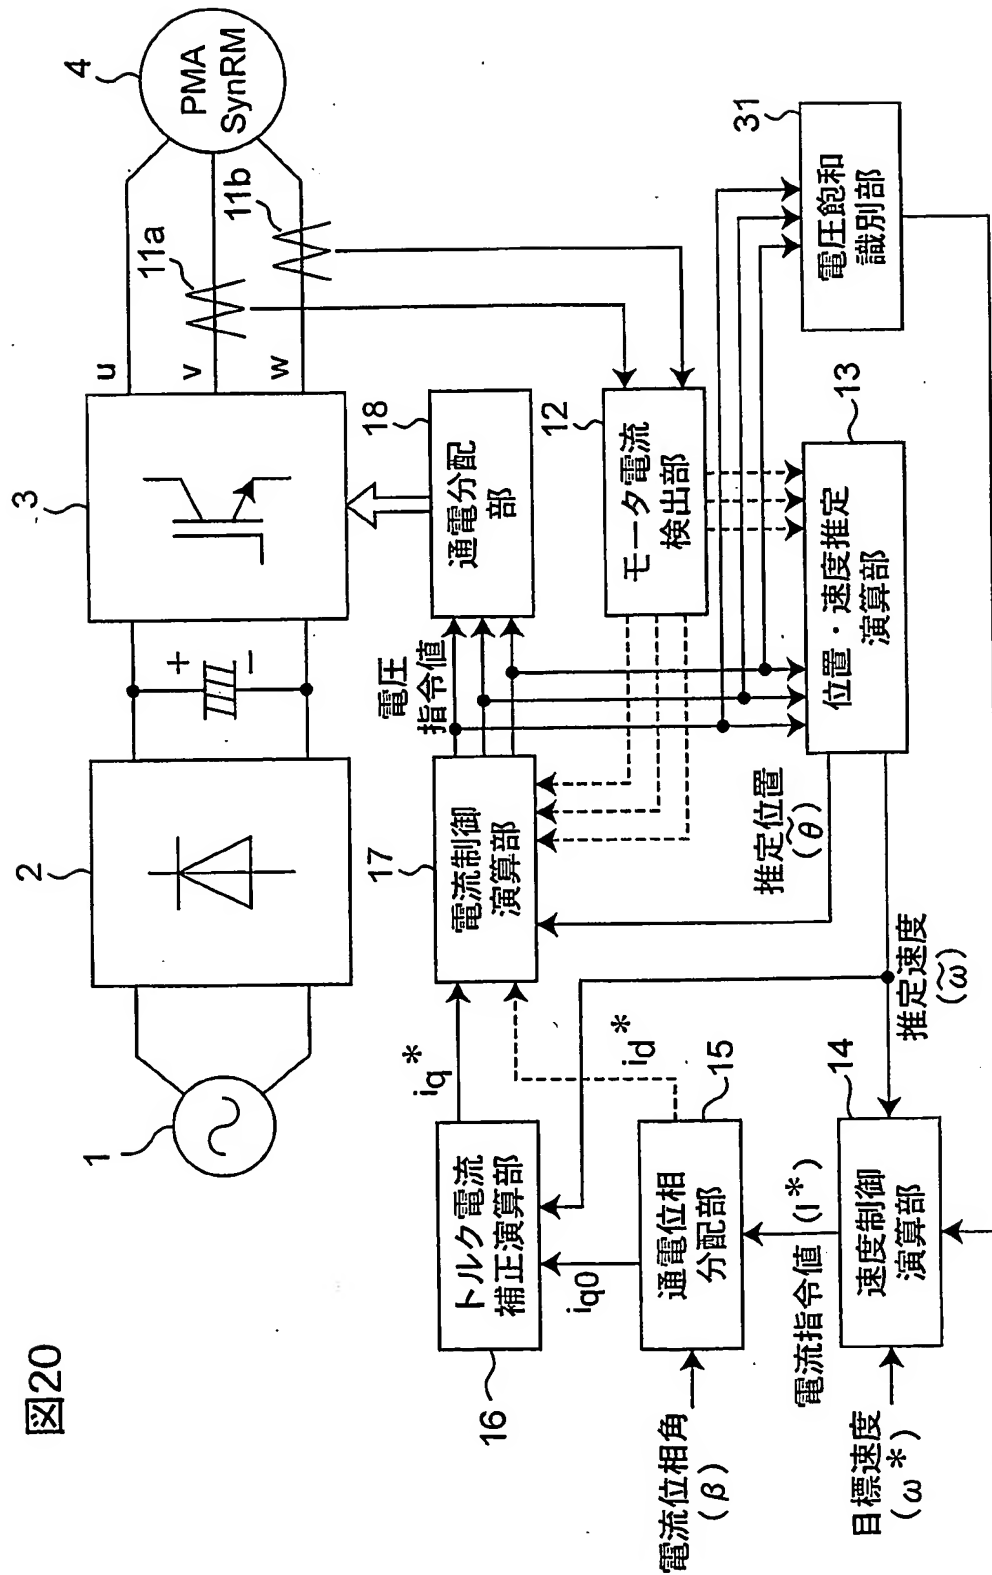 図20
1
2
3
4
PMA
SynRM
+
−
u
v
w
11a
11b
18
通電分配
部
電圧
指令値
17
電流制御
演算部
12
モータ電流
検出部
31
電圧飽和
識別部
13
位置・速度推定
演算部
推定位置
(θ̃)
推定速度
(ω̃)
iq*
id*
トルク電流
補正演算部
16
iq0
15
通電位相
分配部
電流位相角
(β)
電流指令値 (I*)
14
速度制御
演算部
目標速度
(ω*)